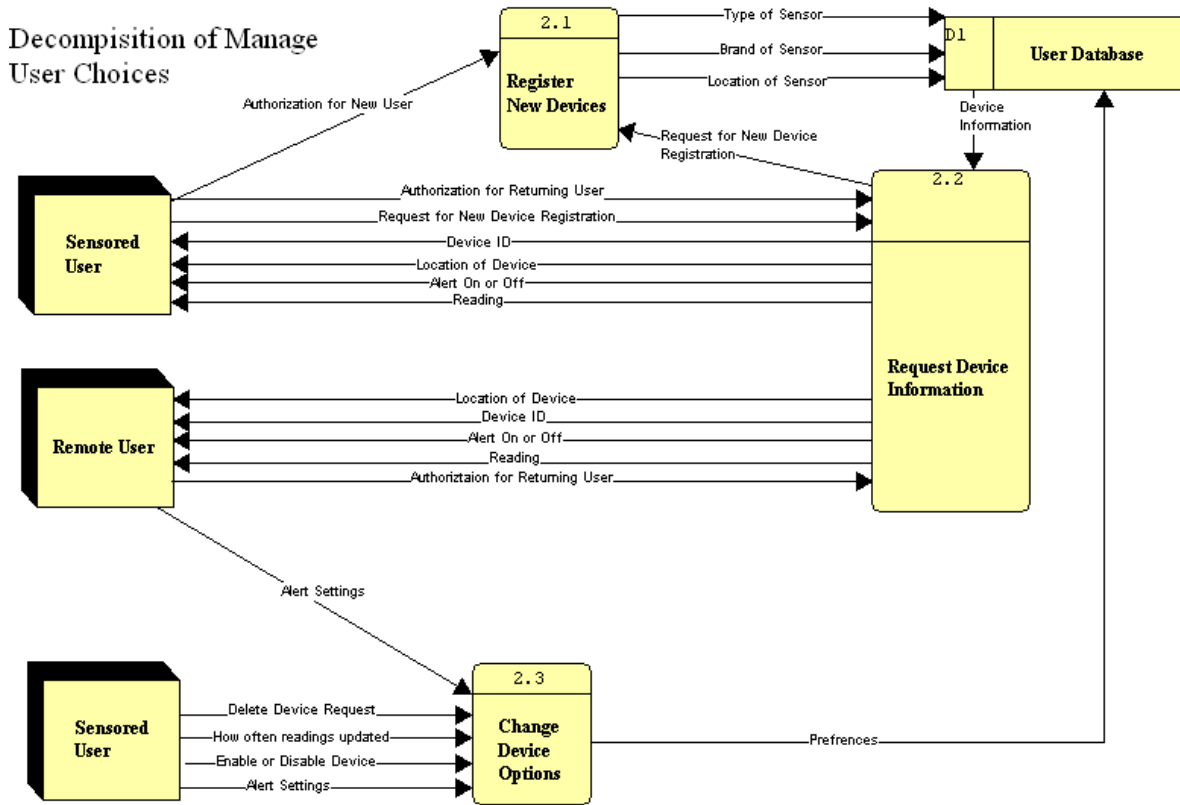 Decompisition of Manage
User Choices
2.1
Register
New Devices
Type of Sensor
Brand of Sensor
Location of Sensor
D1
User Database
Authorization for New User
Request for New Device
Registration
Device
Information
2.2
Request Device
Information
Sensored
User
Authorization for Returning User
Request for New Device Registration
Device ID
Location of Device
Alert On or Off
Reading
Remote User
Location of Device
Device ID
Alert On or Off
Reading
Authoriztaion for Returning User
Alert Settings
Sensored
User
Delete Device Request
How often readings updated
Enable or Disable Device
Alert Settings
2.3
Change
Device
Options
Prefrences